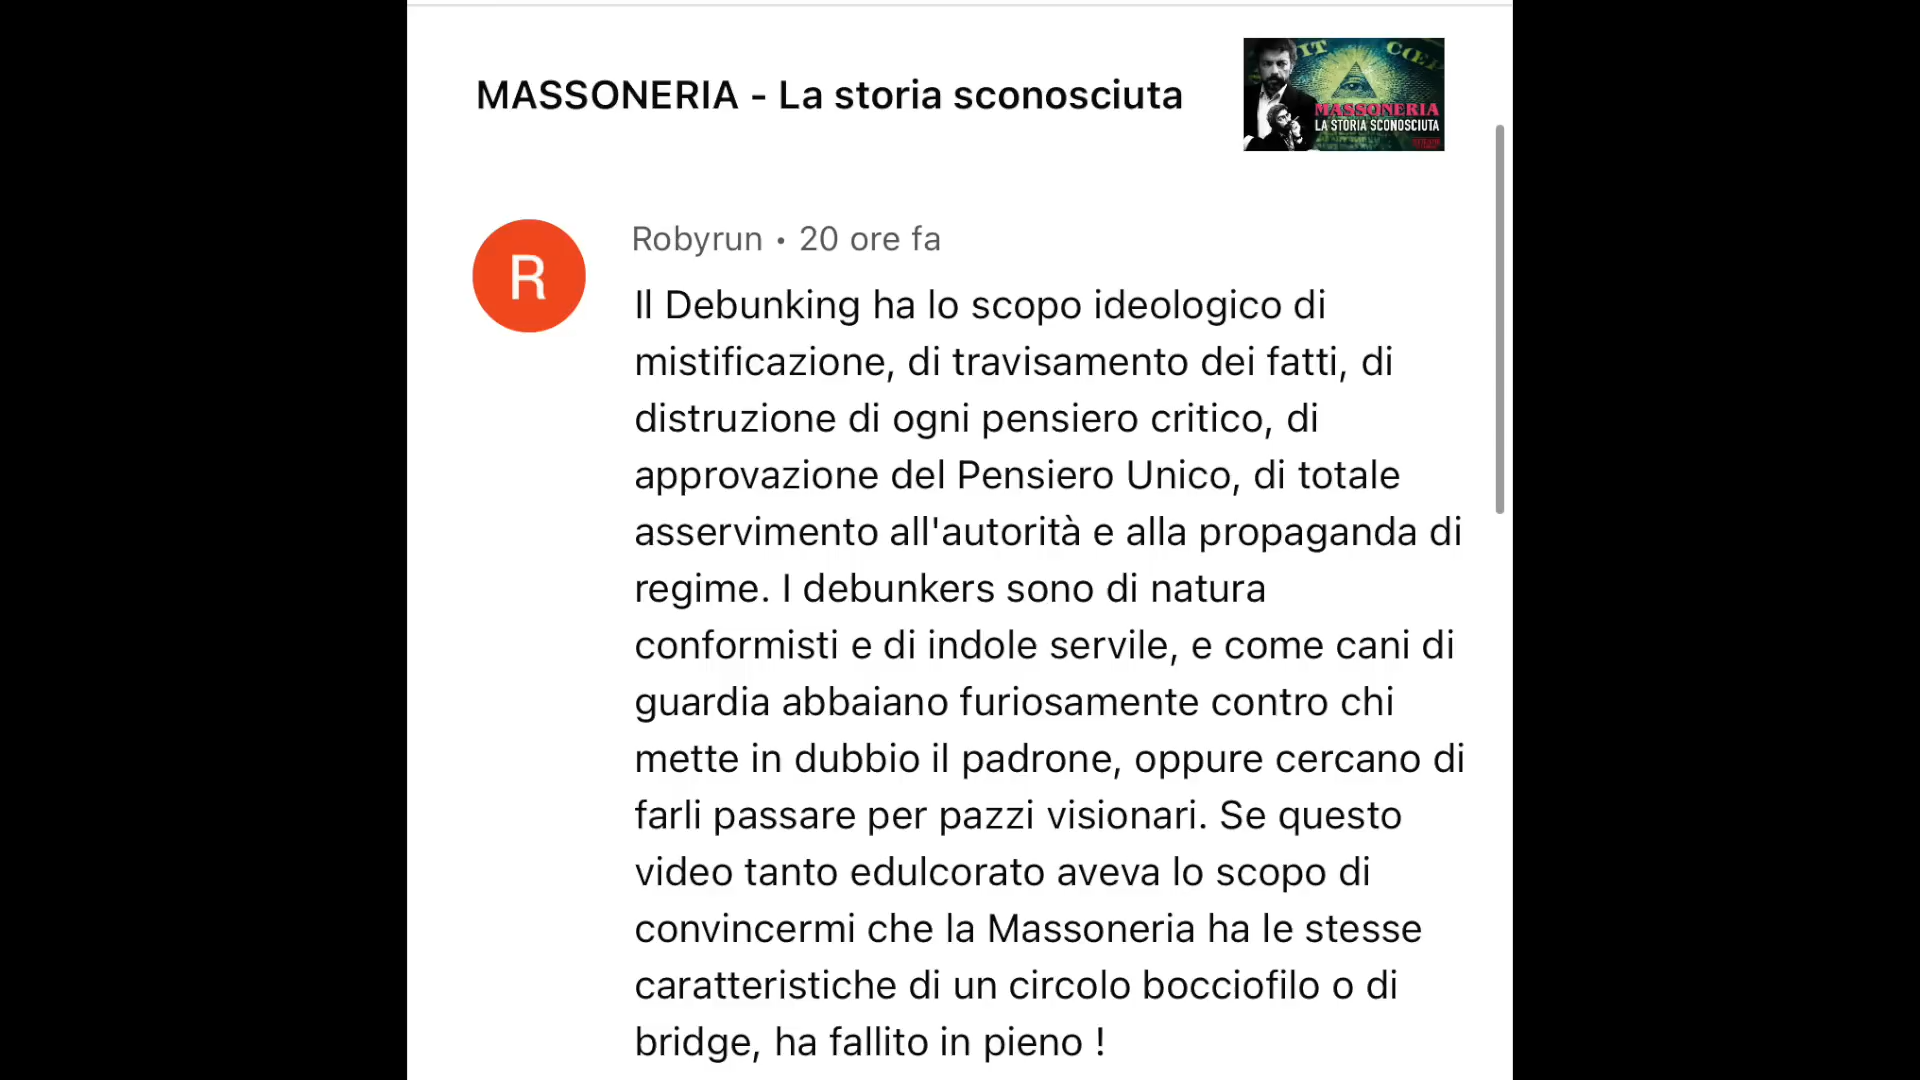 MASSONERIA - La storia sconosciuta
IT
CŒP
MASSONERIA
LA STORIA SCONOSCIUTA
R
Robyrun • 20 ore fa
Il Debunking ha lo scopo ideologico di
mistificazione, di travisamento dei fatti, di
distruzione di ogni pensiero critico, di
approvazione del Pensiero Unico, di totale
asservimento all'autorità e alla propaganda di
regime. I debunkers sono di natura
conformisti e di indole servile, e come cani di
guardia abbaiano furiosamente contro chi
mette in dubbio il padrone, oppure cercano di
farli passare per pazzi visionari. Se questo
video tanto edulcorato aveva lo scopo di
convincermi che la Massoneria ha le stesse
caratteristiche di un circolo bocciofilo o di
bridge, ha fallito in pieno !